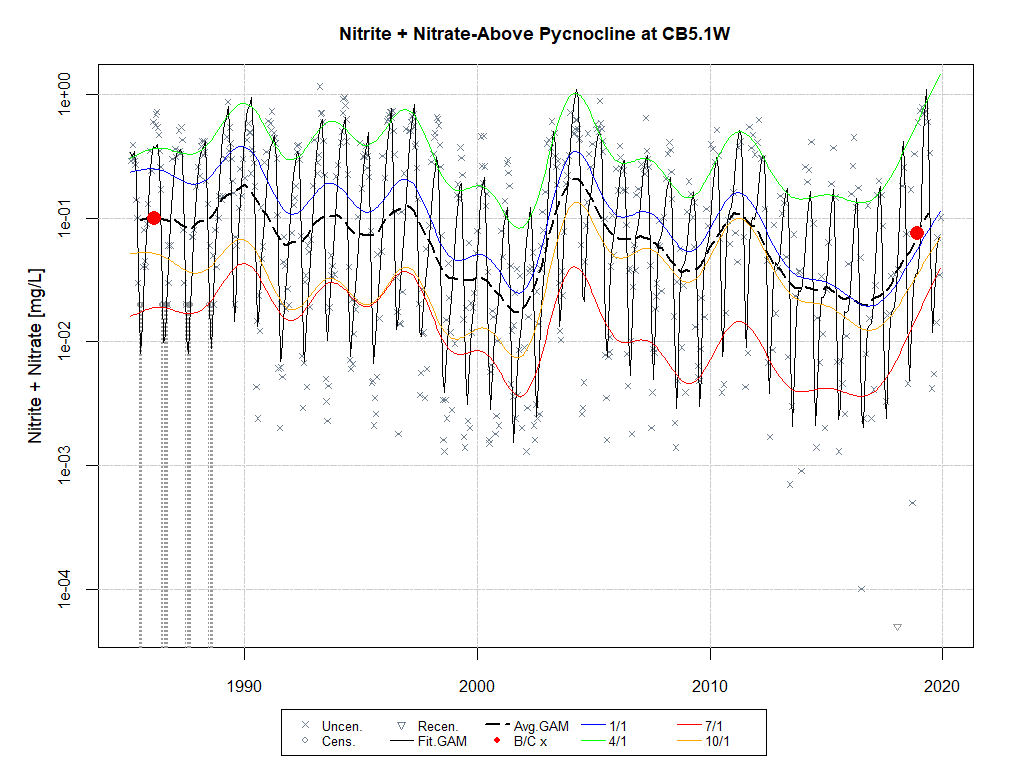 Nitrite + Nitrate-Above Pycnocline at CB5.1W
Nitrite + Nitrate [mg/L]
1e+00
1e-01
1e-02
1e-03
1e-04
1990 2000 2010 2020
Uncen. Recen. Avg.GAM 1/1 7/1
Cens. Fit.GAM B/C x 4/1 10/1